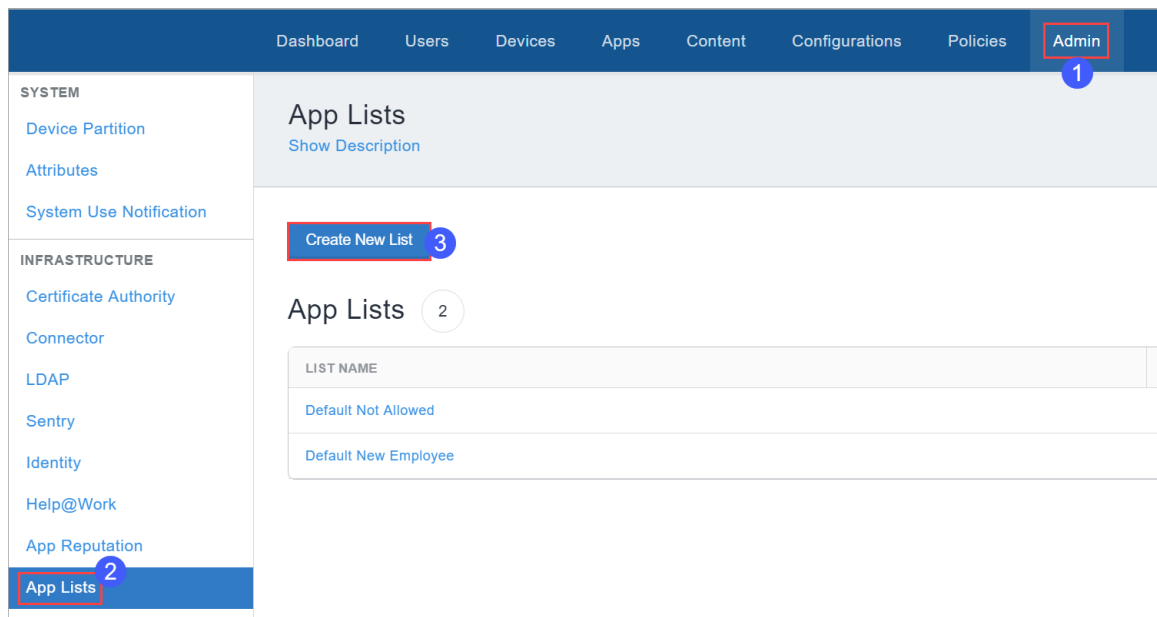 Dashboard Users Devices Apps Content Configurations Policies Admin
1
SYSTEM
Device Partition
Attributes
System Use Notification
INFRASTRUCTURE
Certificate Authority
Connector
LDAP
Sentry
Identity
Help@Work
App Reputation
App Lists
2
App Lists
Show Description
Create New List
3
App Lists 2
LIST NAME
Default Not Allowed
Default New Employee